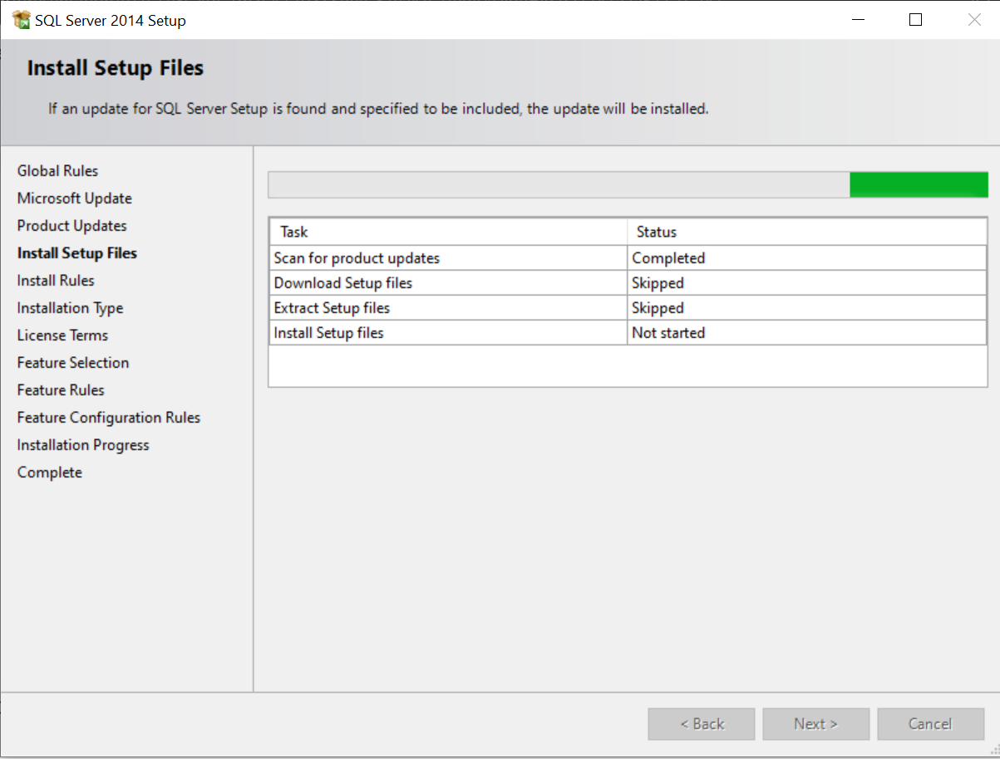 SQL Server 2014 Setup
Install Setup Files
If an update for SQL Server Setup is found and specified to be included, the update will be installed.
Global Rules
Microsoft Update
Product Updates
Install Setup Files
Install Rules
Installation Type
License Terms
Feature Selection
Feature Rules
Feature Configuration Rules
Installation Progress
Complete
Task Status
Scan for product updates Completed
Download Setup files Skipped
Extract Setup files Skipped
Install Setup files Not started
< Back Next > Cancel